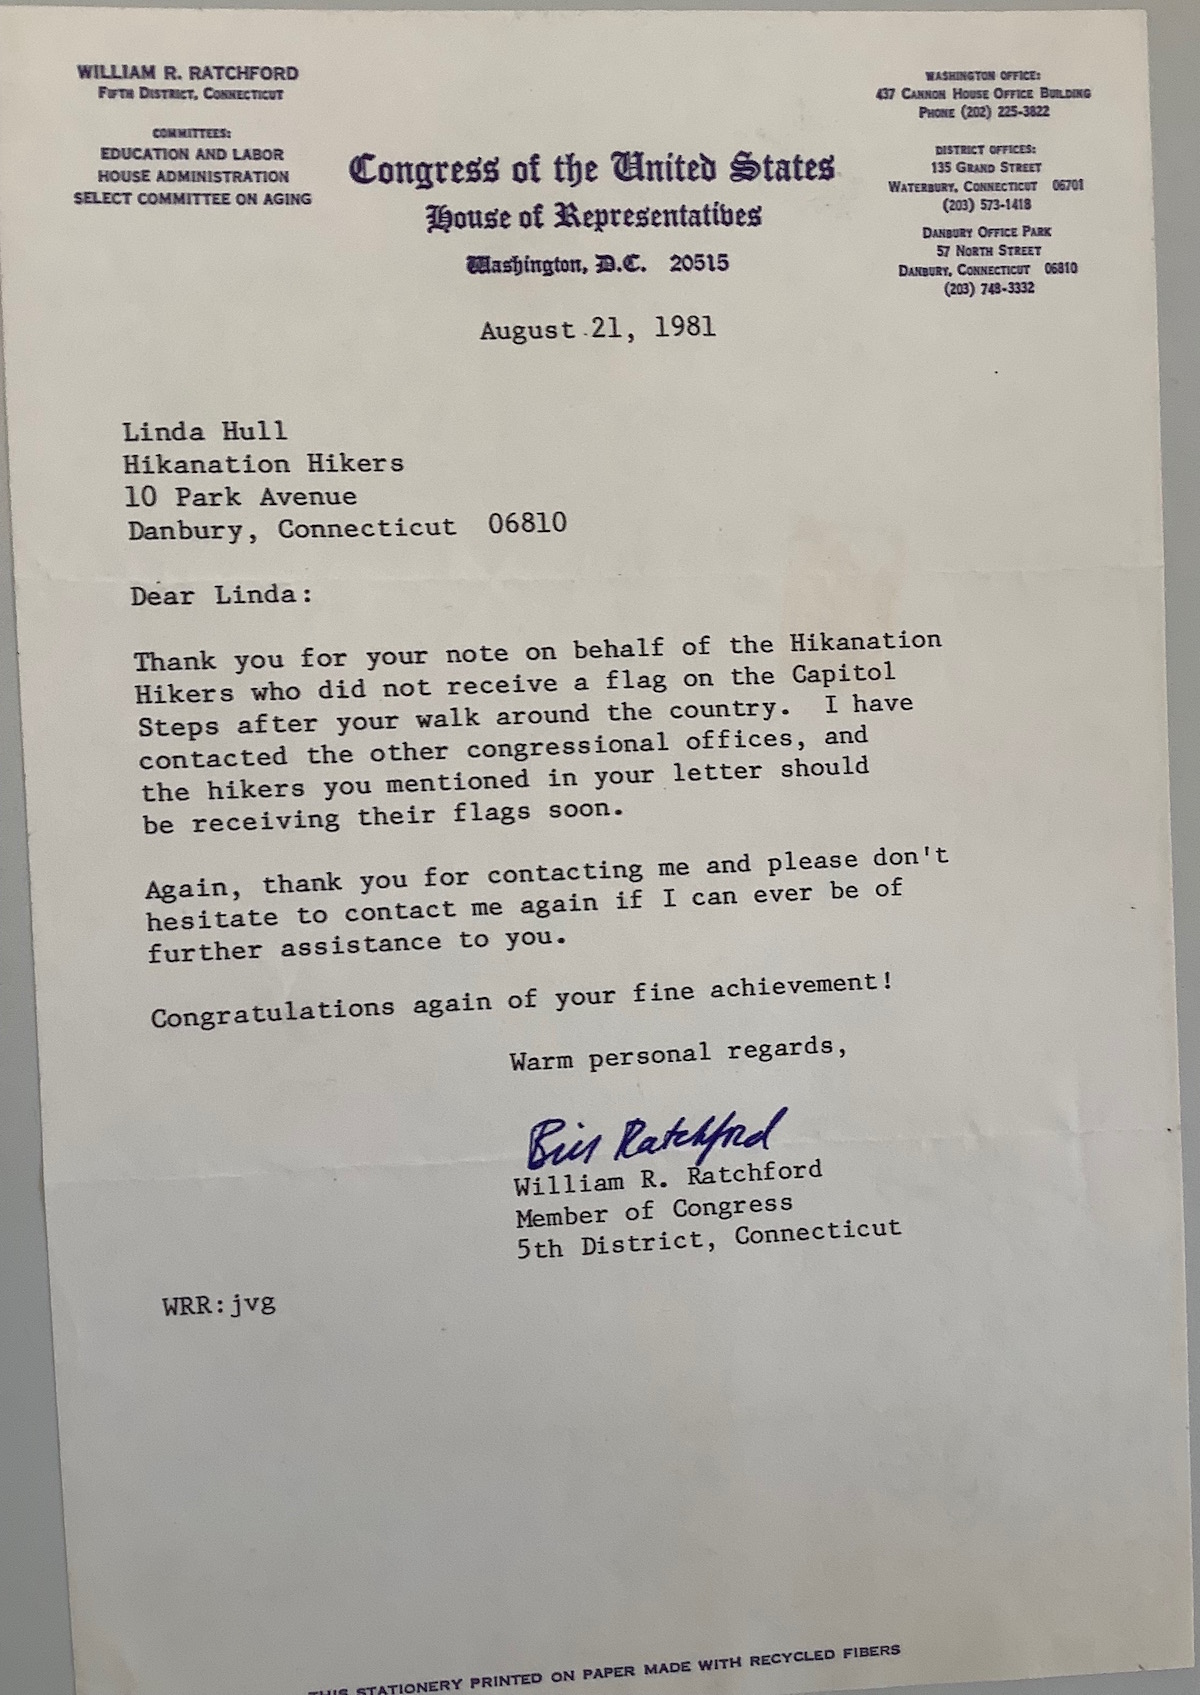 WILLIAM R. RATCHFORD
FIFTH DISTRICT, CONNECTICUT
COMMITTEES:
EDUCATION AND LABOR
HOUSE ADMINISTRATION
SELECT COMMITTEE ON AGING
Congress of the United States
House of Representatives
Washington, D.C. 20515
WASHINGTON OFFICE:
437 CANNON HOUSE OFFICE BUILDING
PHONE (202) 225-3822
DISTRICT OFFICES:
135 GRAND STREET
WATERBURY, CONNECTICUT 06701
(203) 573-1418
DANBURY OFFICE PARK
57 NORTH STREET
DANBURY, CONNECTICUT 06810
(203) 748-3332
August 21, 1981
Linda Hull
Hikanation Hikers
10 Park Avenue
Danbury, Connecticut 06810
Dear Linda:
Thank you for your note on behalf of the Hikanation
Hikers who did not receive a flag on the Capitol
Steps after your walk around the country. I have
contacted the other congressional offices, and
the hikers you mentioned in your letter should
be receiving their flags soon.
Again, thank you for contacting me and please don't
hesitate to contact me again if I can ever be of
further assistance to you.
Congratulations again of your fine achievement!
Warm personal regards,
Bill Ratchford
William R. Ratchford
Member of Congress
5th District, Connecticut
WRR:jvg
THIS STATIONERY PRINTED ON PAPER MADE WITH RECYCLED FIBERS